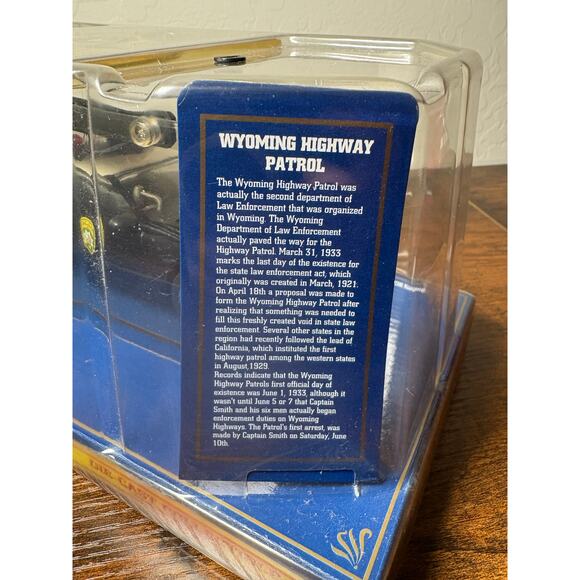 WYOMING HIGHWAY
PATROL
The Wyoming Highway Patrol was
actually the second department of
Law Enforcement that was organized
in Wyoming. The Wyoming
Department of Law Enforcement
actually paved the way for the
Highway Patrol. March 31, 1933
marks the last day of the existence for
the state law enforcement act, which
originally was created in March, 1921.
On April 18th a proposal was made to
form the Wyoming Highway Patrol after
realizing that something was needed to
fill this freshly created void in state law
enforcement. Several other states in the
region had recently followed the lead of
California, which instituted the first
highway patrol among the western states
in August,1929.
Records indicate that the Wyoming
Highway Patrols first official day of
existence was June 1, 1933, although it
wasn't until June 5 or 7 that Captain
Smith and his six men actually began
enforcement duties on Wyoming
Highways. The Patrol's first arrest, was
made by Captain Smith on Saturday, June
10th.
DIE CAST